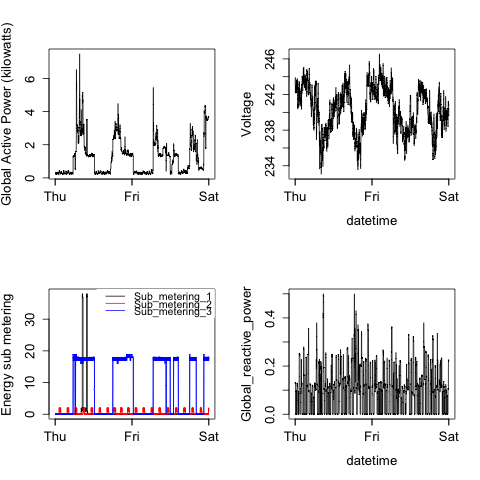 Global Active Power (kilowatts)
6
4
2
0
Thu
Fri
Sat
Voltage
246
242
238
234
Thu
Fri
Sat
datetime
Energy sub metering
30
20
10
0
Sub_metering_1
Sub_metering_2
Sub_metering_3
Thu
Fri
Sat
Global_reactive_power
0.4
0.2
0.0
Thu
Fri
Sat
datetime